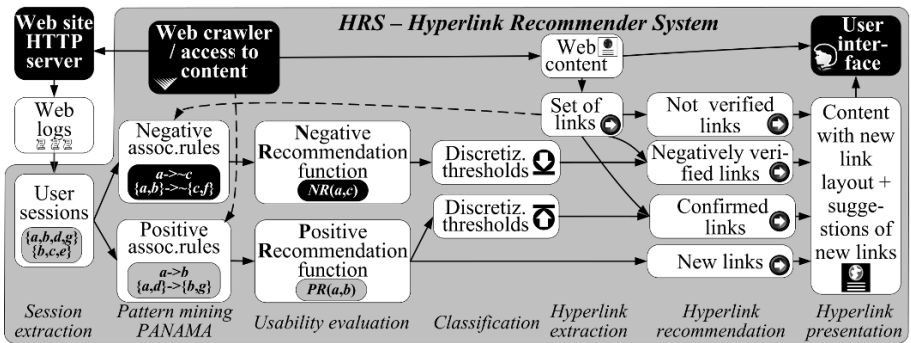 HRS – Hyperlink Recommender System
Web site
HTTP
server
Web crawler
/ access to
content
Web
content
User
inter-
face
Web
logs
Negative
assoc.rules
a->~c
{a,b}->~{c,f}
Negative
Recommendation
function
NR(a,c)
Discretiz.
thresholds
Set of
links
Not verified
links
Negatively veri-
fied links
Content
with new
link
layout +
sugge-
stions of
new links
User
sessions
{a,b,d,g}
{b,c,e}
Positive
assoc.rules
a->b
{a,d}->{b,g}
Positive
Recommendation
function
PR(a,b)
Discretiz.
thresholds
Confirmed
links
New links
Session
extraction
Pattern mining
PANAMA
Usability evaluation
Classification
Hyperlink
extraction
Hyperlink
recommendation
Hyperlink
presentation